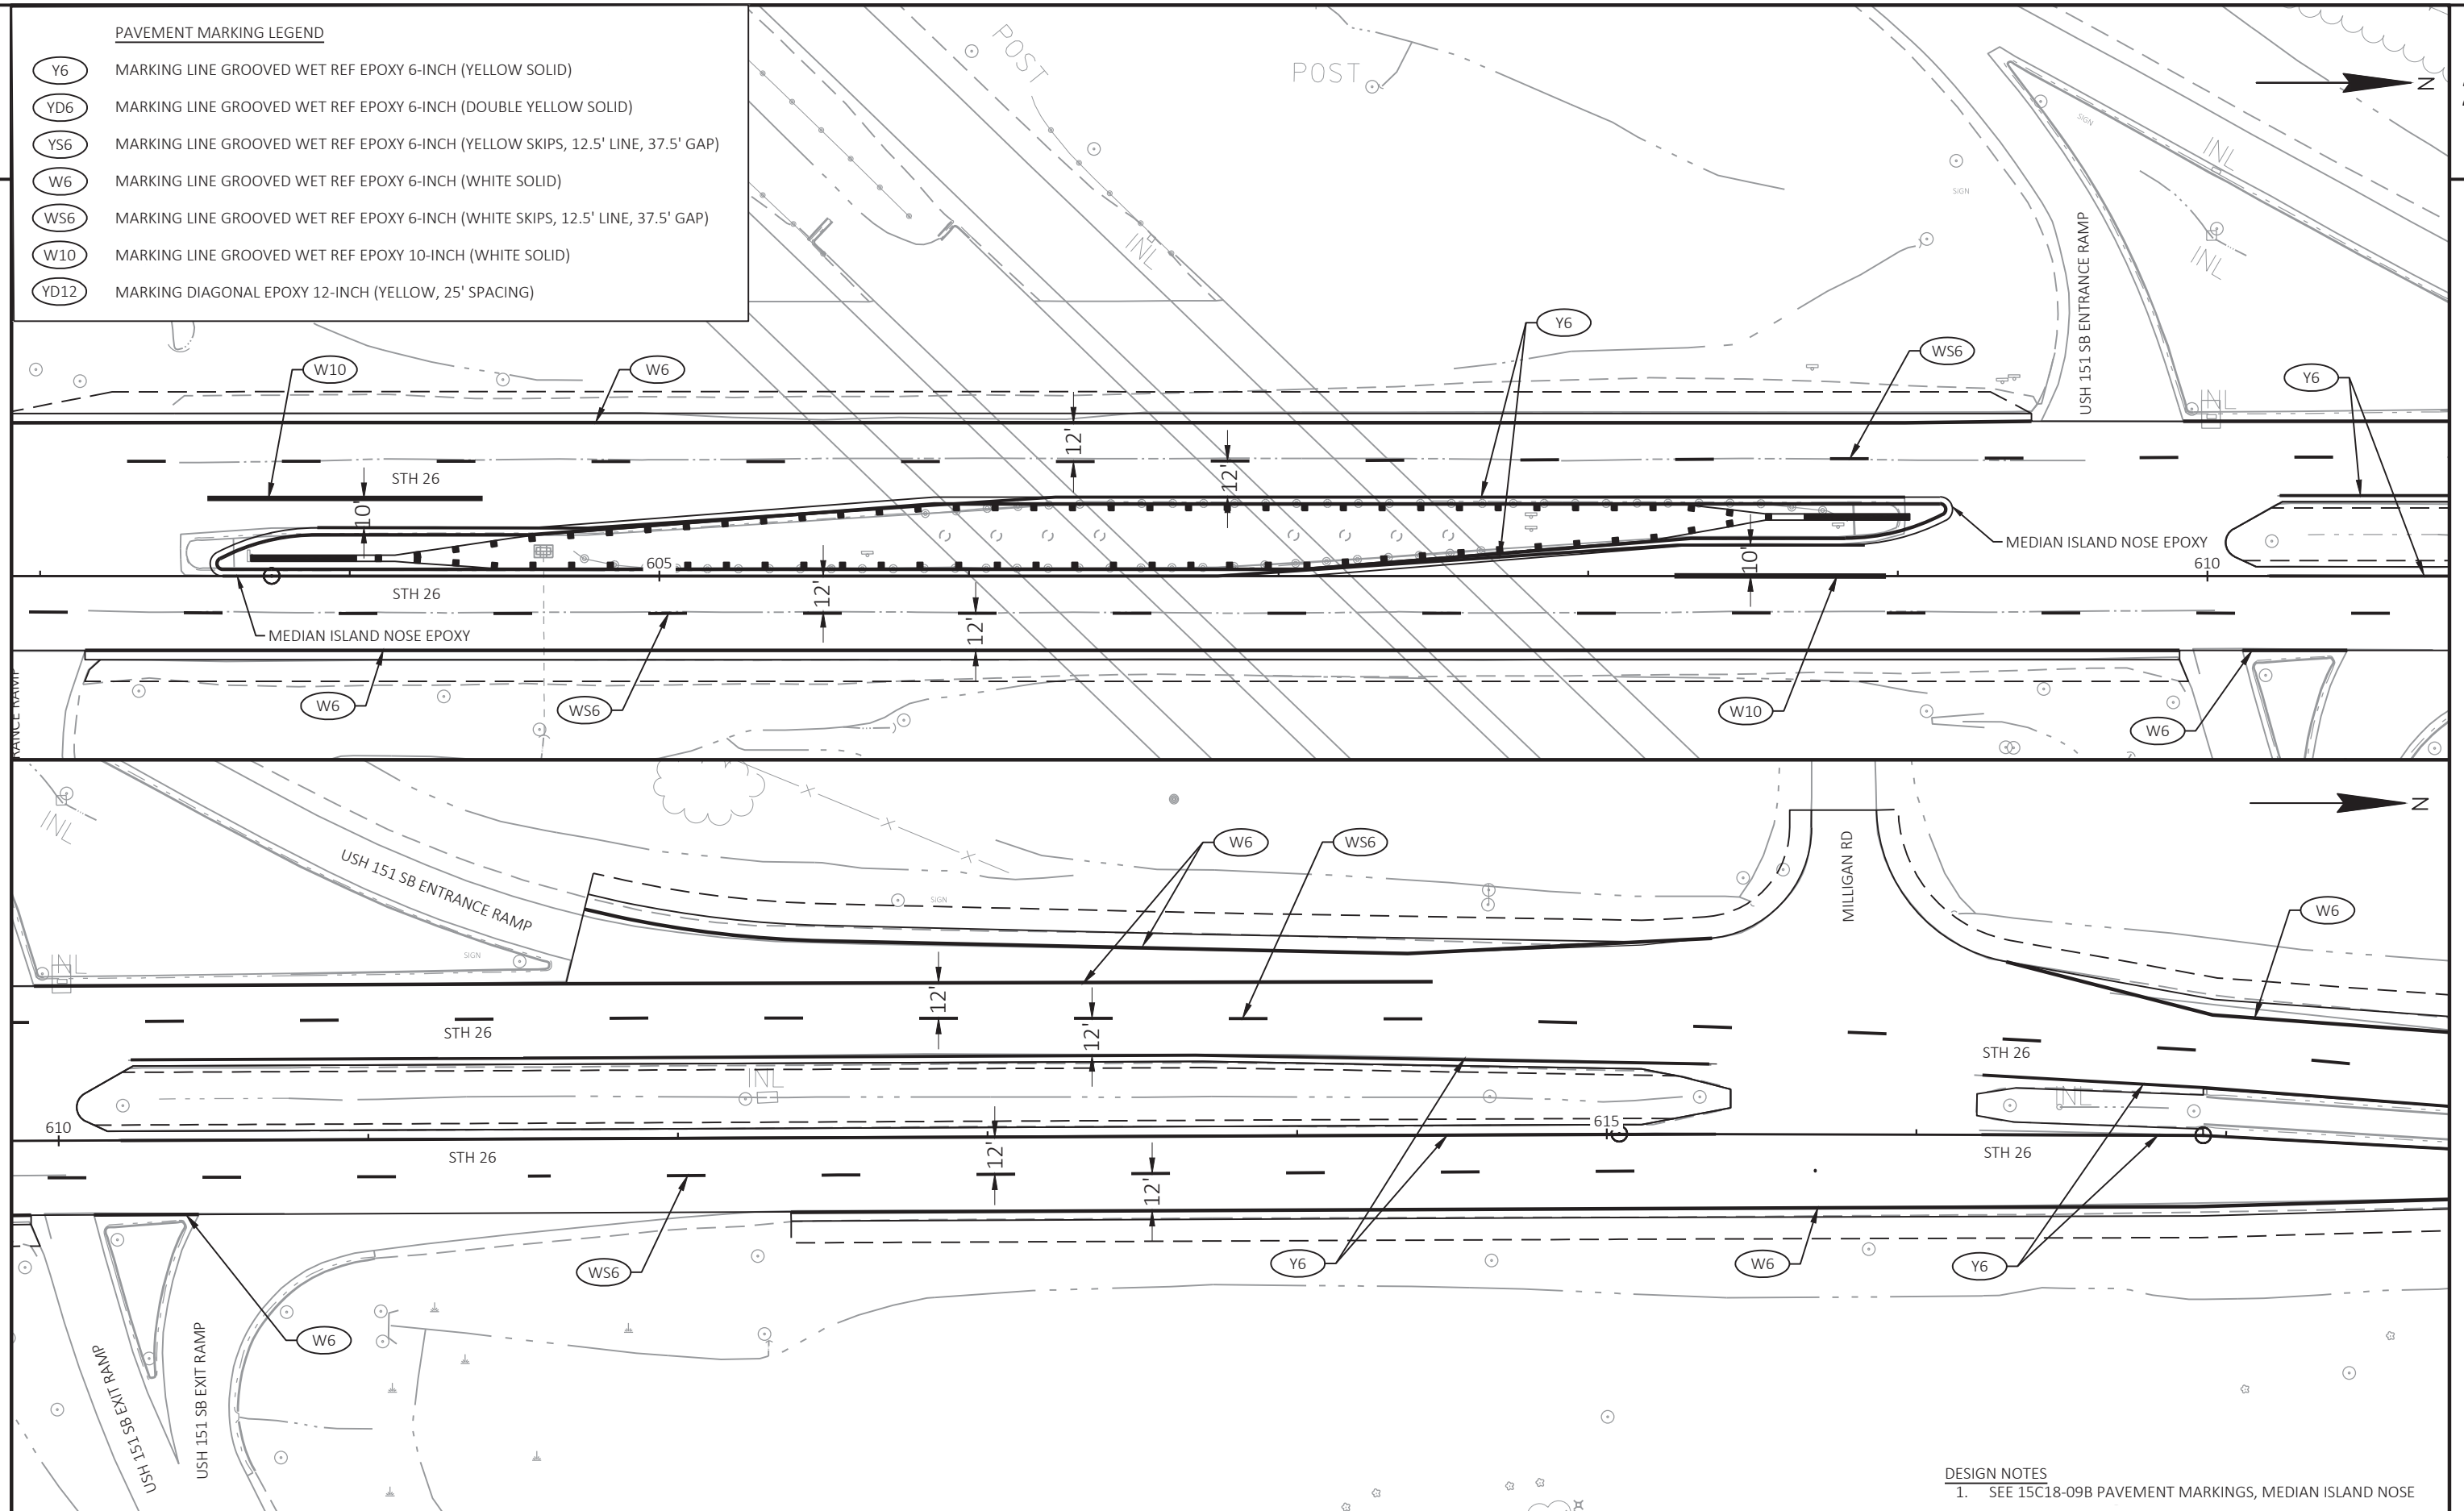 PAVEMENT MARKING LEGEND
Y6 MARKING LINE GROOVED WET REF EPOXY 6-INCH (YELLOW SOLID)
YD6 MARKING LINE GROOVED WET REF EPOXY 6-INCH (DOUBLE YELLOW SOLID)
YS6 MARKING LINE GROOVED WET REF EPOXY 6-INCH (YELLOW SKIPS, 12.5' LINE, 37.5' GAP)
W6 MARKING LINE GROOVED WET REF EPOXY 6-INCH (WHITE SOLID)
WS6 MARKING LINE GROOVED WET REF EPOXY 6-INCH (WHITE SKIPS, 12.5' LINE, 37.5' GAP)
W10 MARKING LINE GROOVED WET REF EPOXY 10-INCH (WHITE SOLID)
YD12 MARKING DIAGONAL EPOXY 12-INCH (YELLOW, 25' SPACING)
POST
POST
N
SIGN
INL
SIGN
INL
INL
USH 151 SB ENTRANCE RAMP
Y6
WS6
W10
W6
Y6
INL
12'
12'
STH 26
10'
MEDIAN ISLAND NOSE EPOXY
605
10'
610
STH 26
12'
12'
MEDIAN ISLAND NOSE EPOXY
W6
WS6
W10
W6
RANCE RAMP
N
INL
W6
WS6
MILLIGAN RD
USH 151 SB ENTRANCE RAMP
SIGN
W6
SIGN
INL
12'
12'
STH 26
STH 26
INL
INL
610
615
12'
STH 26
STH 26
12'
WS6
Y6
W6
Y6
W6
USH 151 SB EXIT RAMP
USH 151 SB EXIT RAMP
DESIGN NOTES
1. SEE 15C18-09B PAVEMENT MARKINGS, MEDIAN ISLAND NOSE